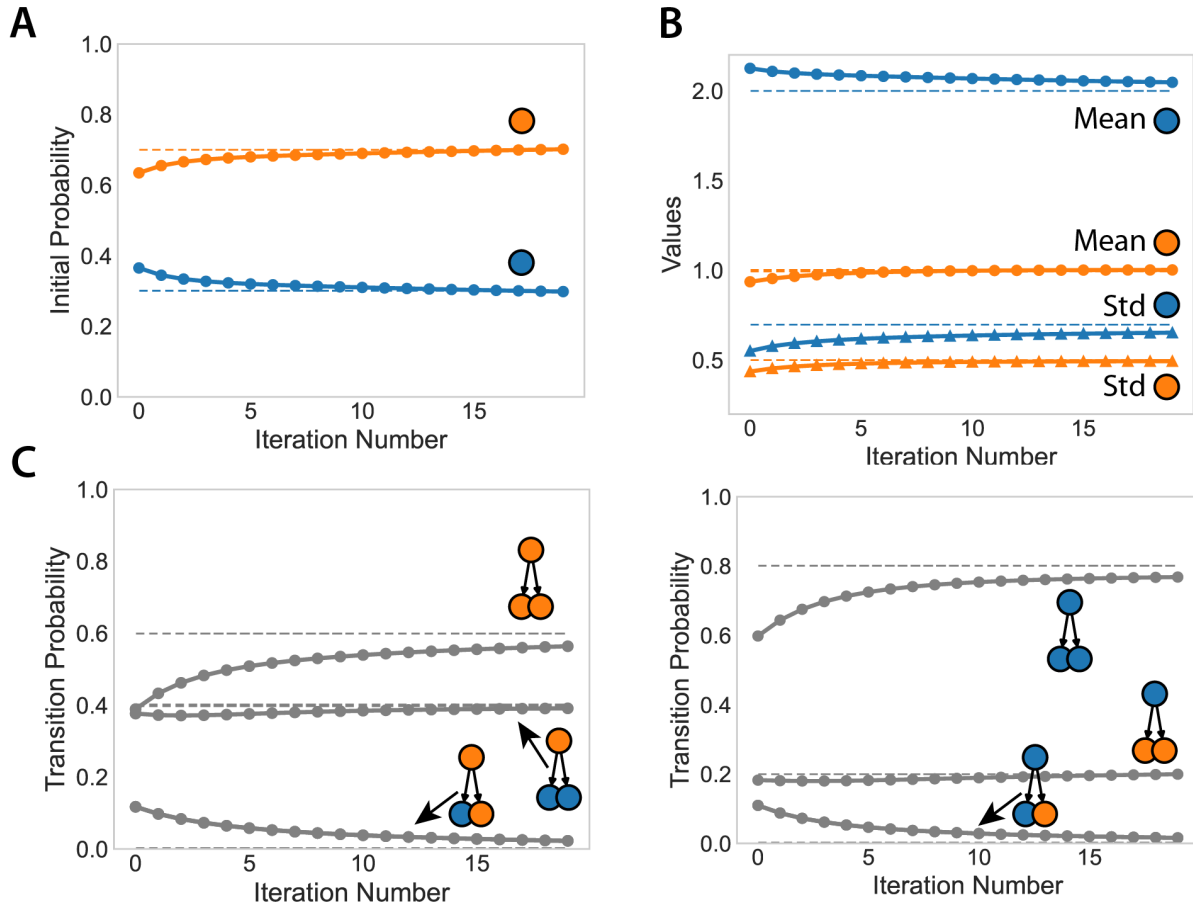 A
Initial Probability
1.0
0.8
0.6
0.4
0.2
0.0
0 5 10 15
Iteration Number
B
Values
2.0
1.5
1.0
0.5
Mean
Mean
Std
Std
0 5 10 15
Iteration Number
C
Transition Probability
1.0
0.8
0.6
0.4
0.2
0.0
0 5 10 15
Iteration Number
Transition Probability
1.0
0.8
0.6
0.4
0.2
0.0
0 5 10 15
Iteration Number